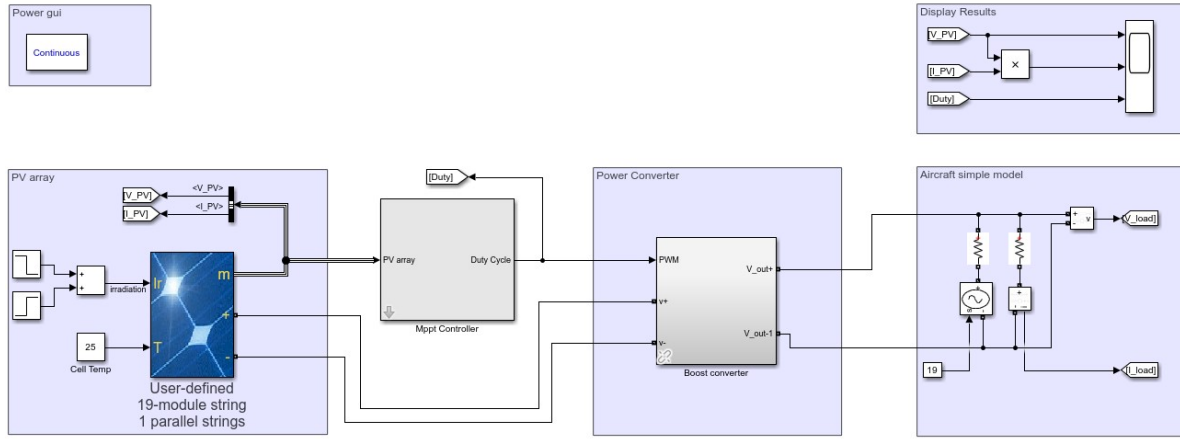 Power gui
Continuous
Display Results
[V_PV]
[I_PV]
×
[Duty]
PV array
<V_PV>
[V_PV]
<I_PV>
[I_PV]
+
+
irradiation
Ir
m
+
T
-
25
Cell Temp
User-defined
19-module string
1 parallel strings
[Duty]
PV array
Duty Cycle
Mppt Controller
Power Converter
PWM
V_out+
v+
V_out-1
v-
Boost converter
Aircraft simple model
+
-
v
[V_load]
+
S
-
+
-
i
19
[I_load]